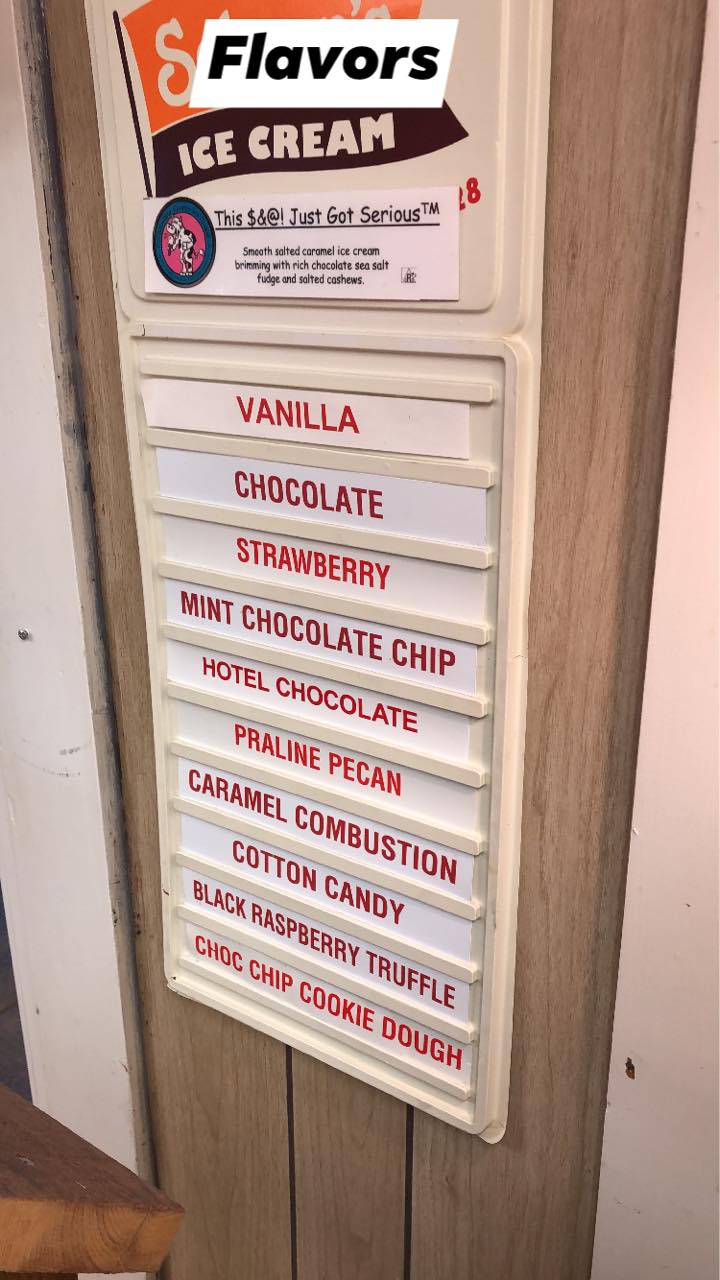 Flavors
ICE CREAM
28
This $&@! Just Got Serious™
Smooth salted caramel ice cream
brimming with rich chocolate sea salt
fudge and salted cashews.
VANILLA
CHOCOLATE
STRAWBERRY
MINT CHOCOLATE CHIP
HOTEL CHOCOLATE
PRALINE PECAN
CARAMEL COMBUSTION
COTTON CANDY
BLACK RASPBERRY TRUFFLE
CHOC CHIP COOKIE DOUGH